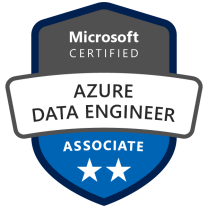 Microsoft
CERTIFIED
AZURE
DATA ENGINEER
ASSOCIATE